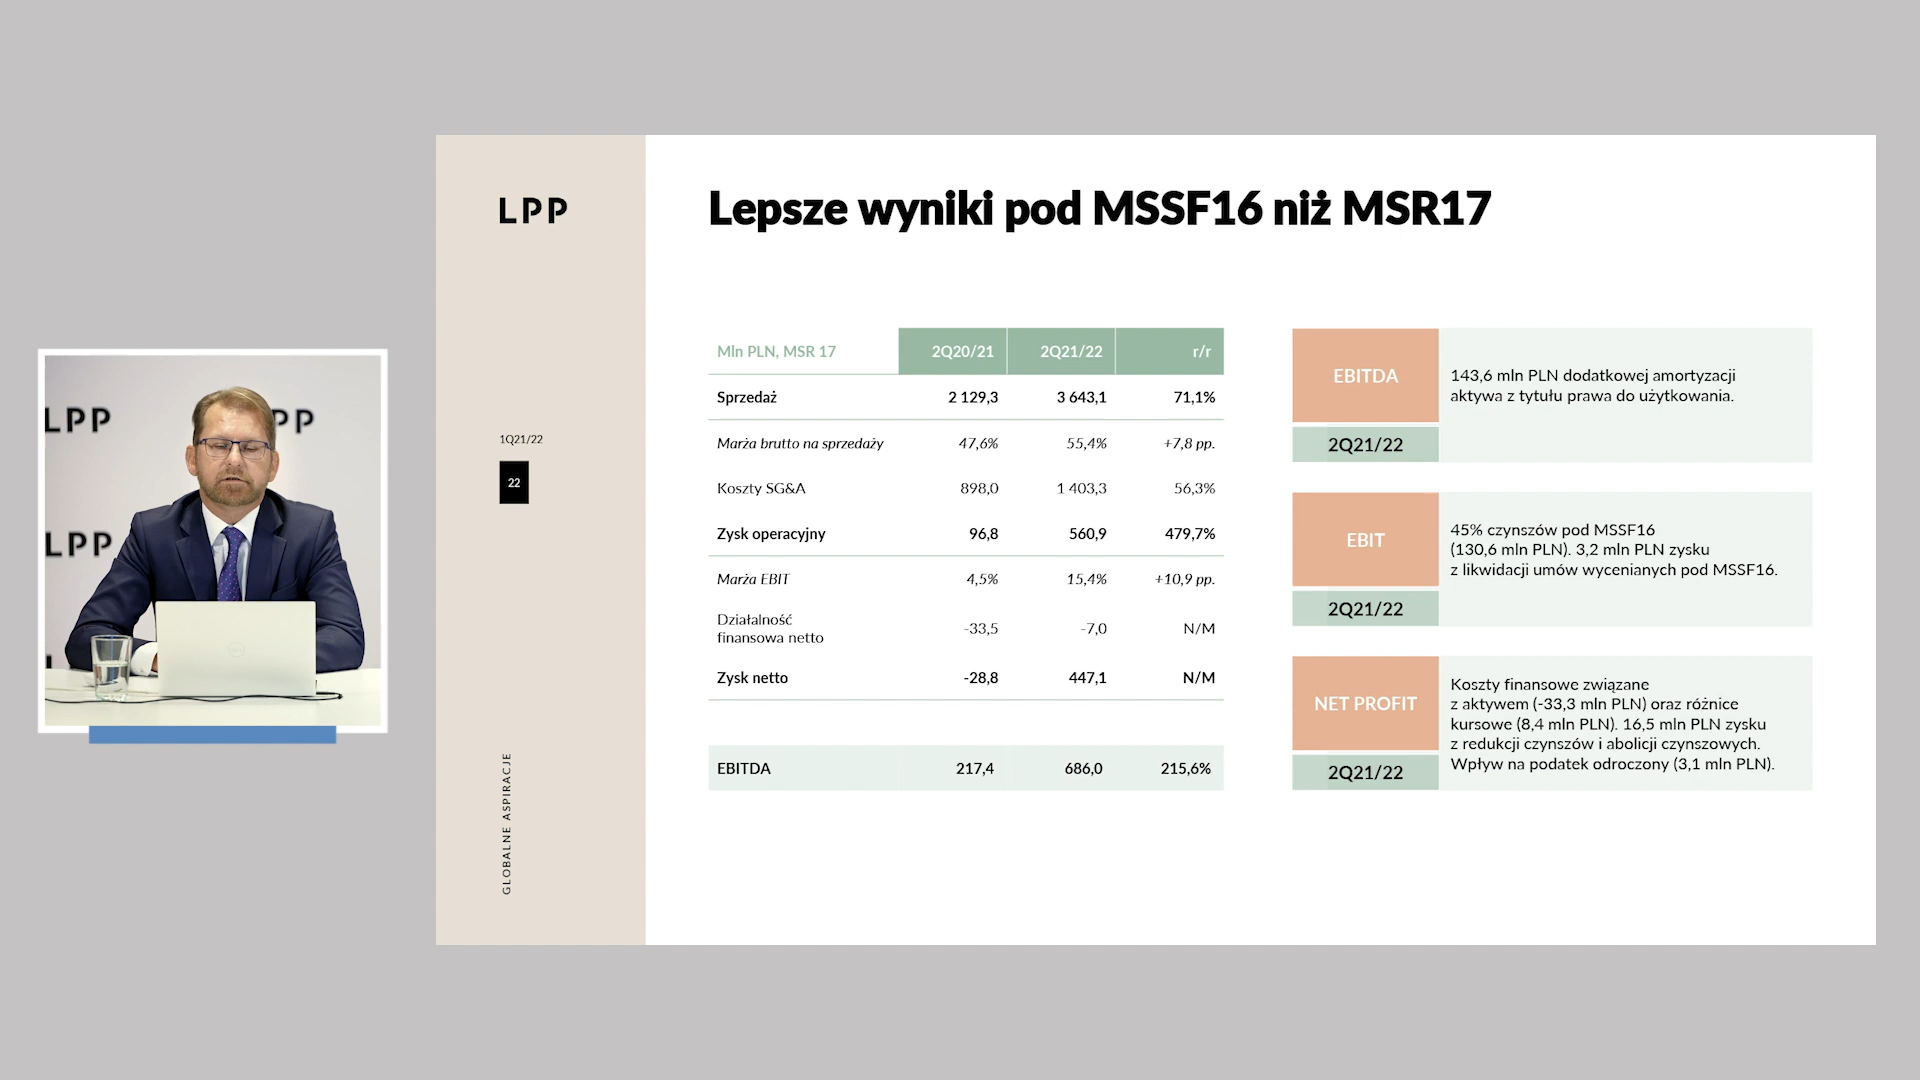 LPP
Lepsze wyniki pod MSSF16 niż MSR17
1Q21/22
22
GLOBALNE ASPIRACJE
Mln PLN, MSR 17 2Q20/21 2Q21/22 r/r
Sprzedaż 2 129,3 3 643,1 71,1%
Marża brutto na sprzedaży 47,6% 55,4% +7,8 pp.
Koszty SG&A 898,0 1 403,3 56,3%
Zysk operacyjny 96,8 560,9 479,7%
Marża EBIT 4,5% 15,4% +10,9 pp.
Działalność
finansowa netto -33,5 -7,0 N/M
Zysk netto -28,8 447,1 N/M
EBITDA 217,4 686,0 215,6%
EBITDA
2Q21/22
143,6 mln PLN dodatkowej amortyzacji
aktywa z tytułu prawa do użytkowania.
EBIT
2Q21/22
45% czynszów pod MSSF16
(130,6 mln PLN). 3,2 mln PLN zysku
z likwidacji umów wycenianych pod MSSF16.
NET PROFIT
2Q21/22
Koszty finansowe związane
z aktywem (-33,3 mln PLN) oraz różnice
kursowe (8,4 mln PLN). 16,5 mln PLN zysku
z redukcji czynszów i abolicji czynszowych.
Wpływ na podatek odroczony (3,1 mln PLN).
LPP
PP
LPP
L